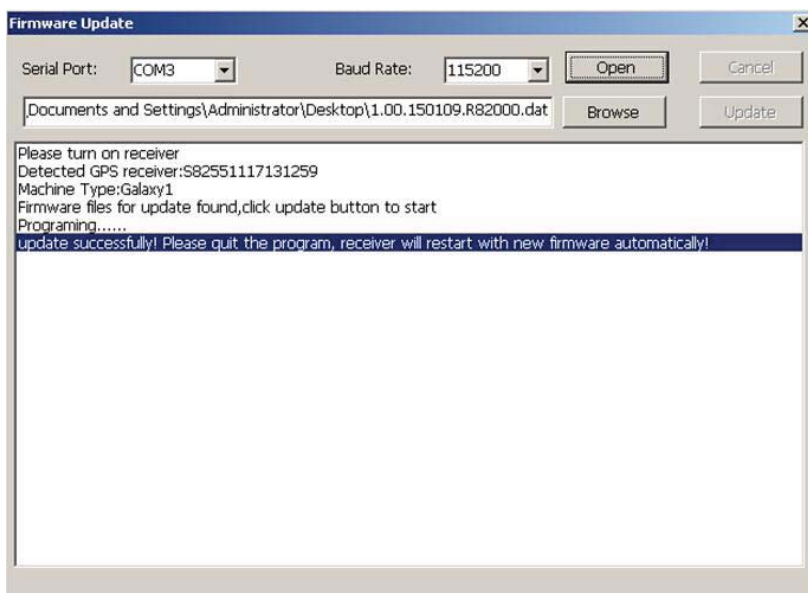 Firmware Update
Serial Port: COM3 Baud Rate: 115200 Open Cancel
Documents and Settings\Administrator\Desktop\1.00.150109.R82000.dat Browse Update
Please turn on receiver
Detected GPS receiver:S82551117131259
Machine Type:Galaxy1
Firmware files for update found,click update button to start
Programing......
update successfully! Please quit the program, receiver will restart with new firmware automatically!